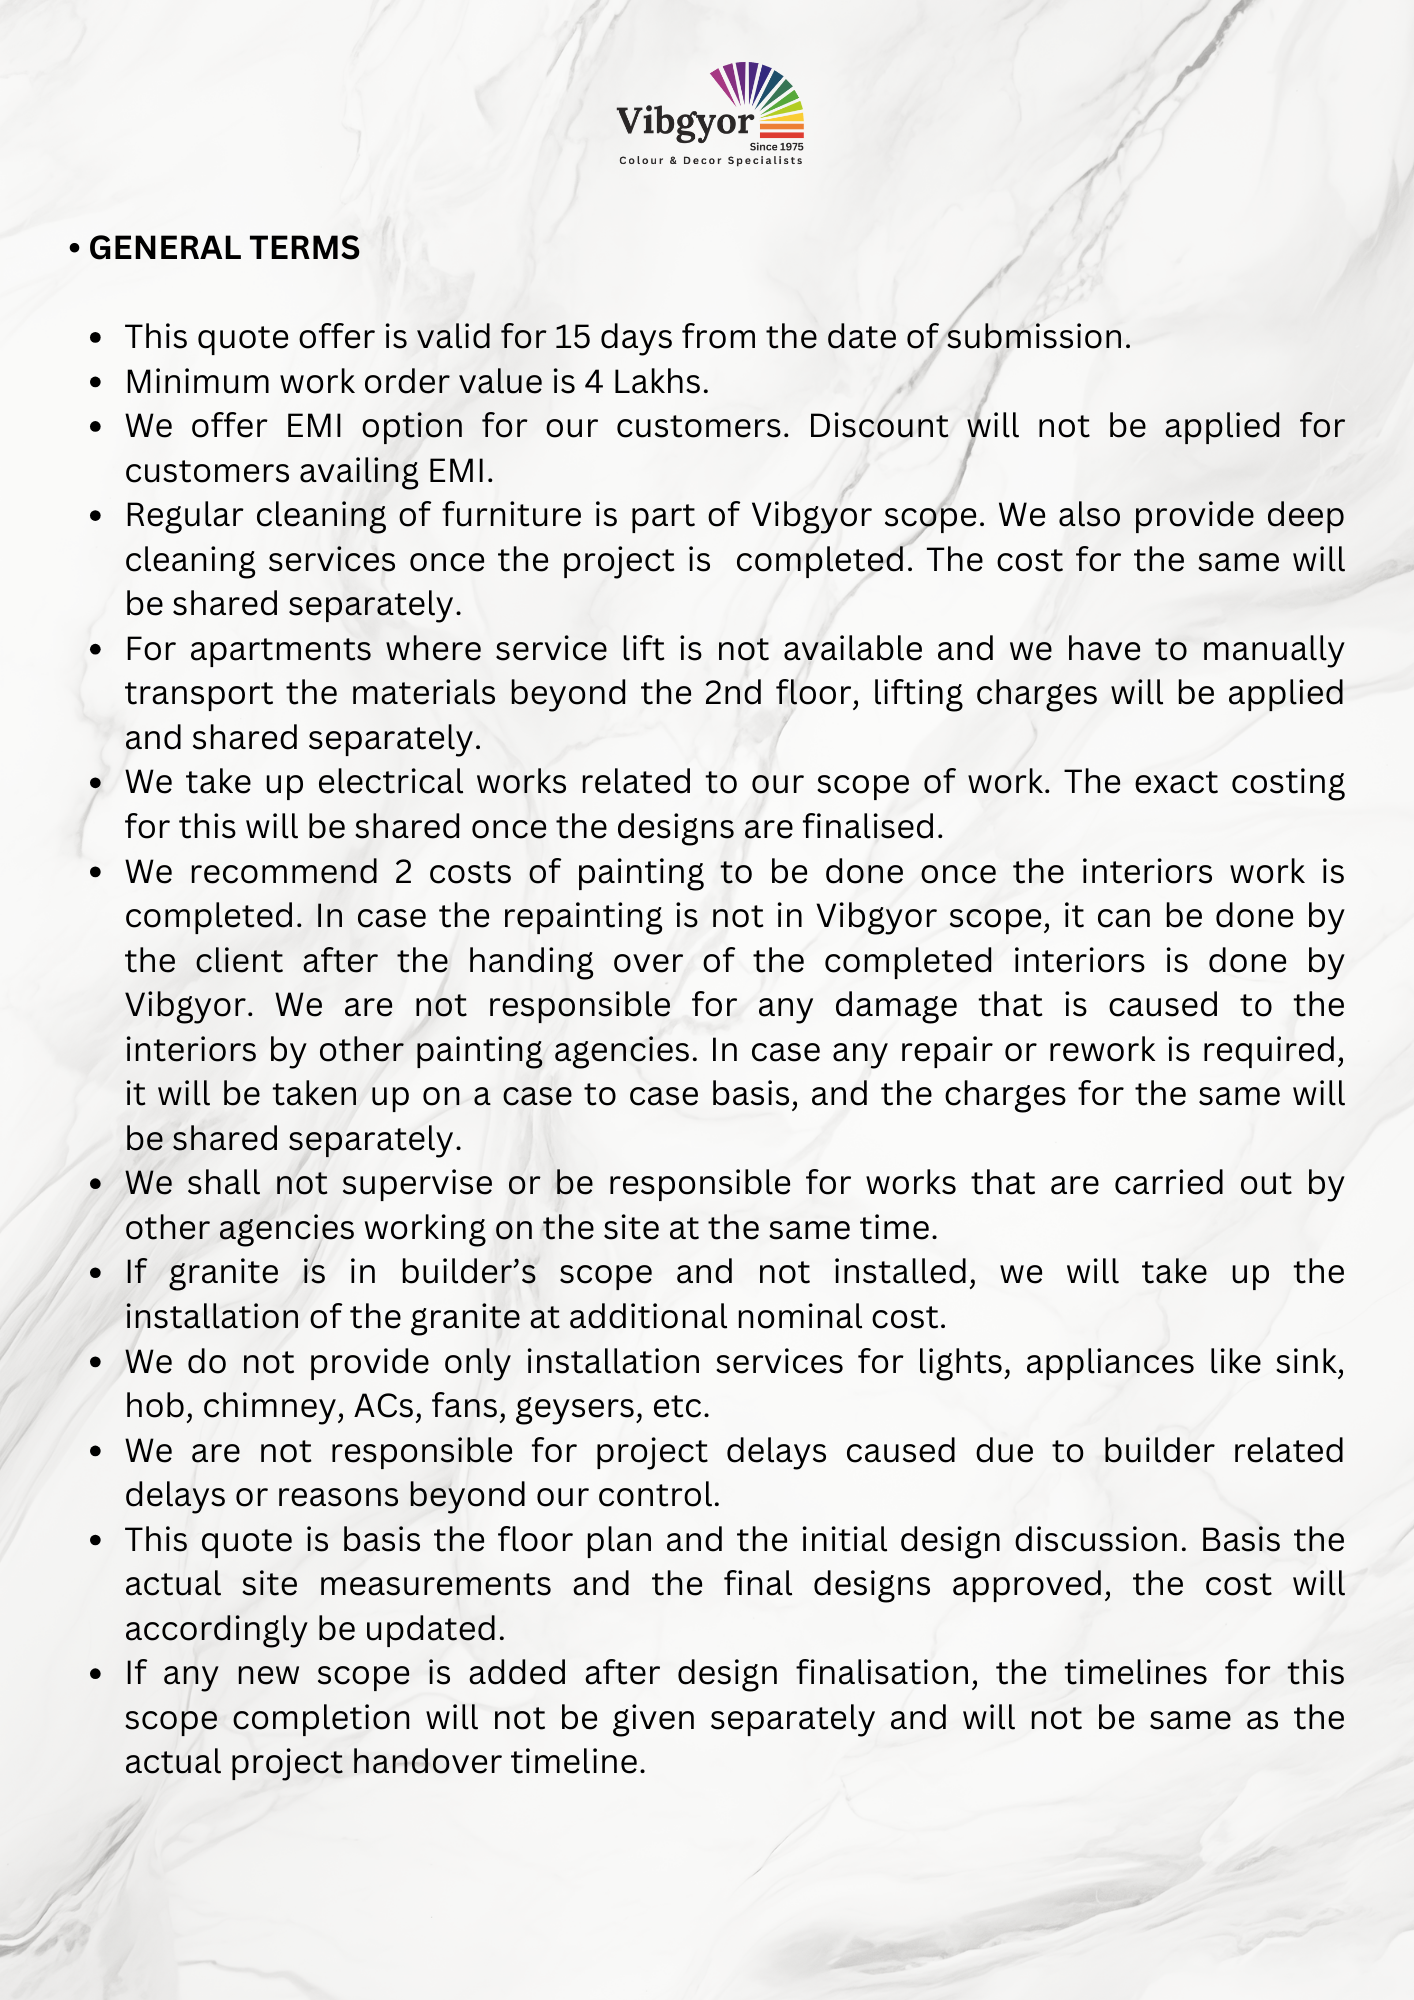 Vibgyor
Since 1975
Colour & Decor Specialists
• GENERAL TERMS
• This quote offer is valid for 15 days from the date of submission.
• Minimum work order value is 4 Lakhs.
• We offer EMI option for our customers. Discount will not be applied for
customers availing EMI.
• Regular cleaning of furniture is part of Vibgyor scope. We also provide deep
cleaning services once the project is completed. The cost for the same will
be shared separately.
• For apartments where service lift is not available and we have to manually
transport the materials beyond the 2nd floor, lifting charges will be applied
and shared separately.
• We take up electrical works related to our scope of work. The exact costing
for this will be shared once the designs are finalised.
• We recommend 2 costs of painting to be done once the interiors work is
completed. In case the repainting is not in Vibgyor scope, it can be done by
the client after the handing over of the completed interiors is done by
Vibgyor. We are not responsible for any damage that is caused to the
interiors by other painting agencies. In case any repair or rework is required,
it will be taken up on a case to case basis, and the charges for the same will
be shared separately.
• We shall not supervise or be responsible for works that are carried out by
other agencies working on the site at the same time.
• If granite is in builder’s scope and not installed, we will take up the
installation of the granite at additional nominal cost.
• We do not provide only installation services for lights, appliances like sink,
hob, chimney, ACs, fans, geysers, etc.
• We are not responsible for project delays caused due to builder related
delays or reasons beyond our control.
• This quote is basis the floor plan and the initial design discussion. Basis the
actual site measurements and the final designs approved, the cost will
accordingly be updated.
• If any new scope is added after design finalisation, the timelines for this
scope completion will not be given separately and will not be same as the
actual project handover timeline.